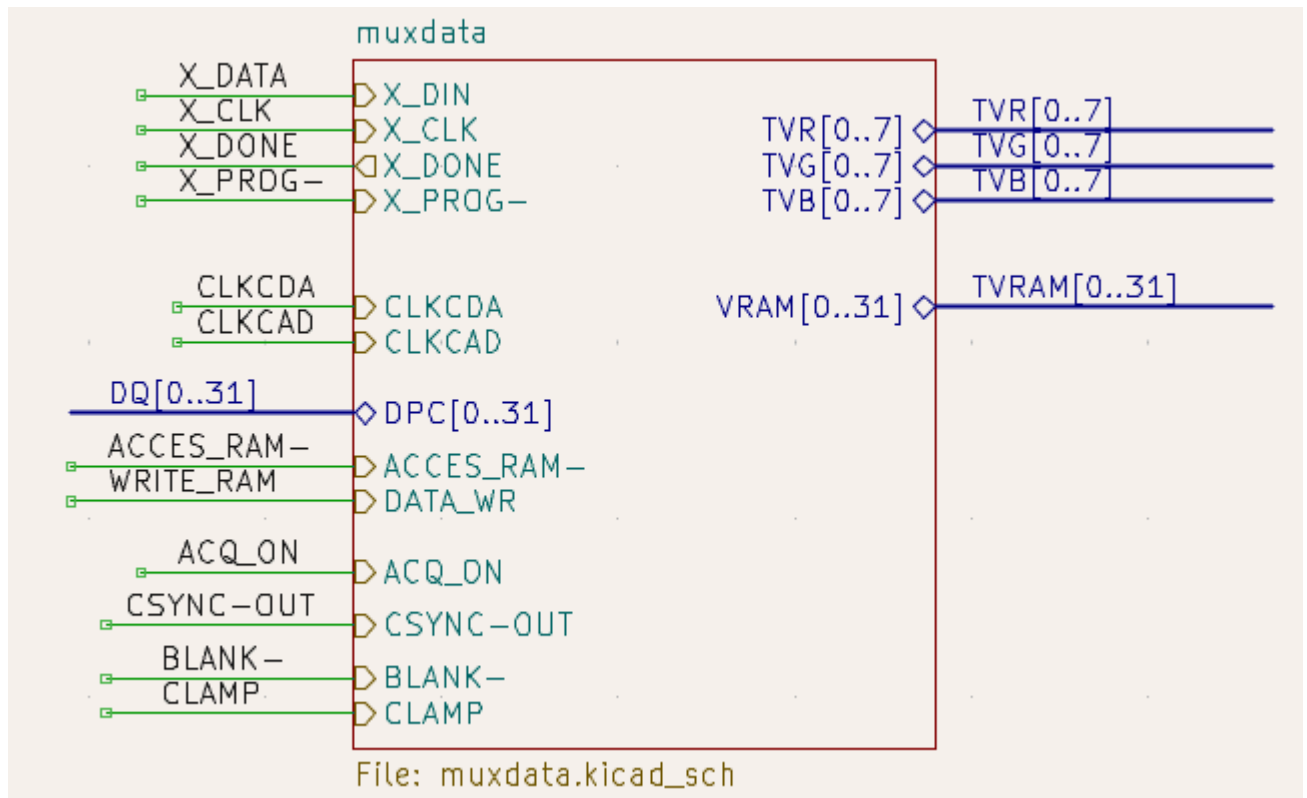 muxdata
X_DATA
X_DIN
X_CLK
X_CLK
X_DONE
X_DONE
X_PROG-
X_PROG-
TVR[0..7]
TVR[0..7]
TVG[0..7]
TVG[0..7]
TVB[0..7]
TVB[0..7]
CLKCDA
CLKCDA
CLKCAD
CLKCAD
VRAM[0..31]
TVRAM[0..31]
DQ[0..31]
DPC[0..31]
ACCES_RAM-
ACCES_RAM-
WRITE_RAM
DATA_WR
ACQ_ON
ACQ_ON
CSYNC-OUT
CSYNC-OUT
BLANK-
BLANK-
CLAMP
CLAMP
File: muxdata.kicad_sch